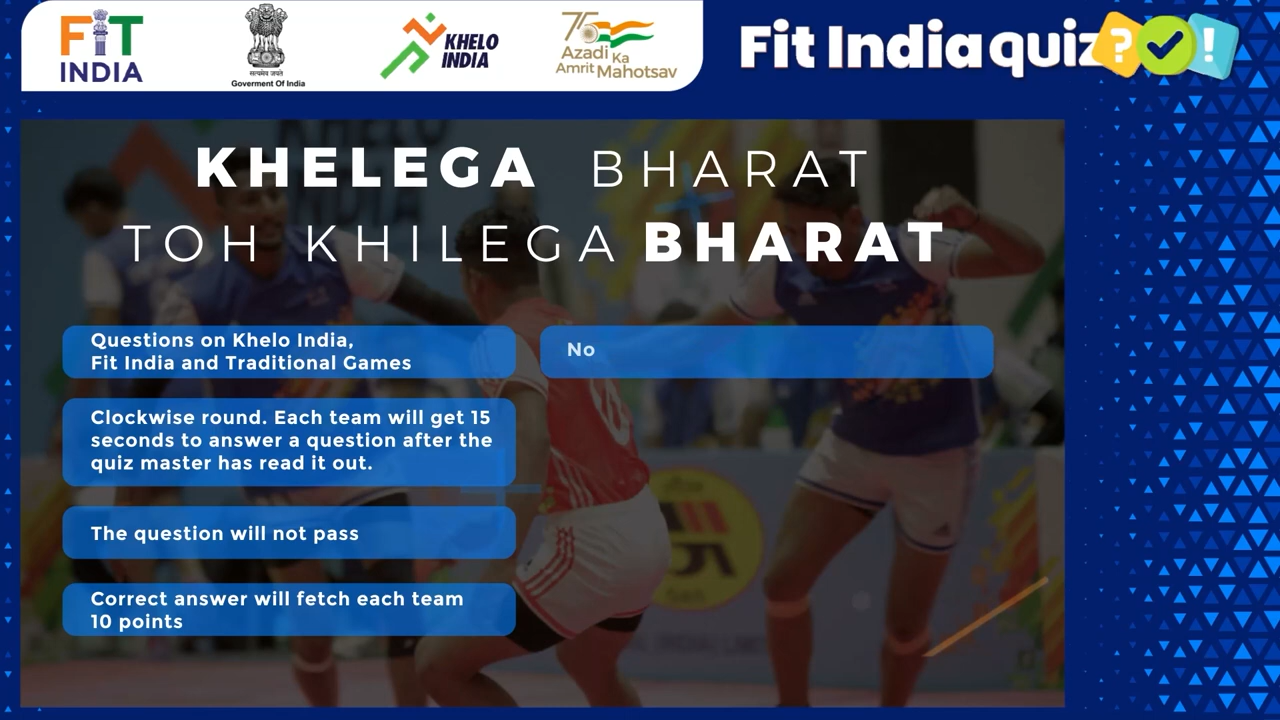 FIT
INDIA
सत्यमेव जयते
Goverment Of India
KHELO
INDIA
75
Azadi Ka
Amrit Mahotsav
Fit India quiz ? !
KHELEGA BHARAT
TOH KHILEGA BHARAT
Questions on Khelo India,
Fit India and Traditional Games
No
Clockwise round. Each team will get 15
seconds to answer a question after the
quiz master has read it out.
The question will not pass
Correct answer will fetch each team
10 points